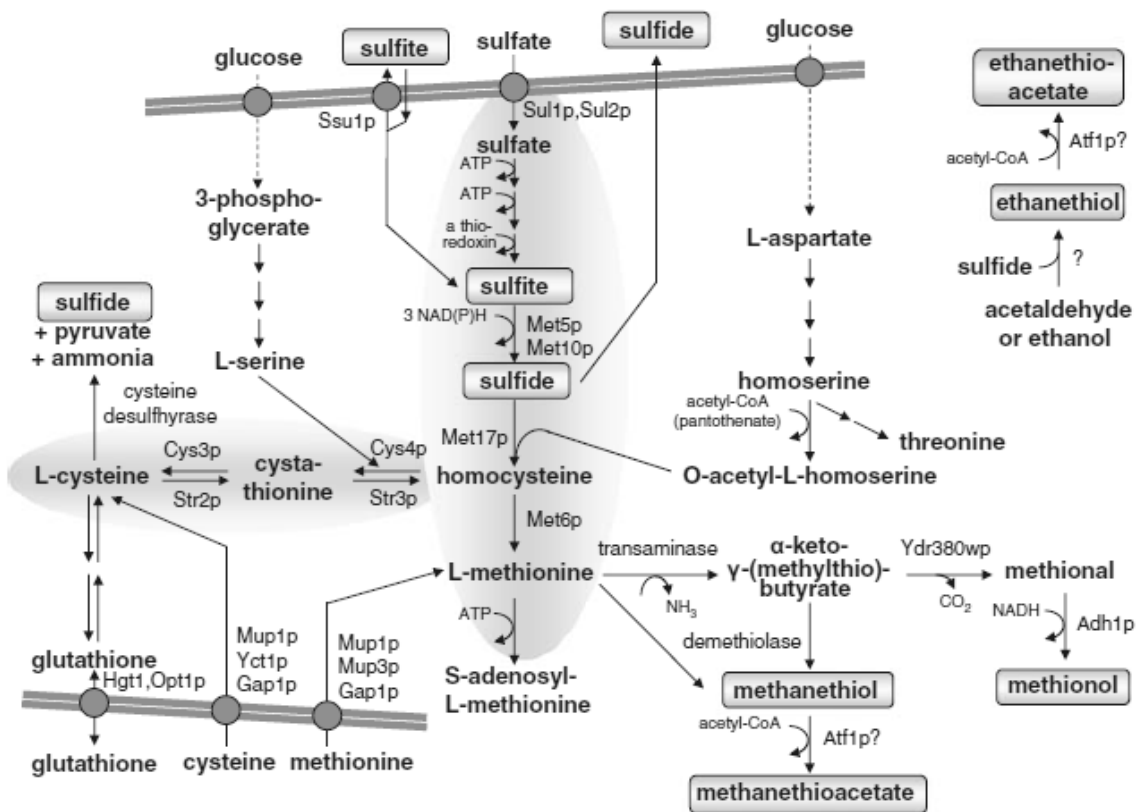 glucose
sulfite
sulfate
sulfide
glucose
ethanethio-
acetate
Ssu1p
Sul1p,Sul2p
sulfate
ATP
ATP
a thio-
redoxin
acetyl-CoA
Atf1p?
ethanethiol
sulfide
?
acetaldehyde
or ethanol
3-phospho-
glycerate
L-aspartate
sulfite
3 NAD(P)H
Met5p
Met10p
sulfide
sulfide
+ pyruvate
+ ammonia
L-serine
cysteine
desulfhyrase
homoserine
acetyl-CoA
(pantothenate)
threonine
Met17p
O-acetyl-L-homoserine
L-cysteine
Cys3p
Str2p
cysta-
thionine
Cys4p
Str3p
homocysteine
Met6p
L-methionine
transaminase
NH3
α-keto-
γ-(methylthio)-
butyrate
Ydr380wp
CO2
methional
NADH
Adh1p
methionol
ATP
S-adenosyl-
L-methionine
demethiolase
methanethiol
acetyl-CoA
Atf1p?
methanethioacetate
glutathione
Hgt1,Opt1p
Mup1p
Yct1p
Gap1p
Mup1p
Mup3p
Gap1p
glutathione
cysteine
methionine